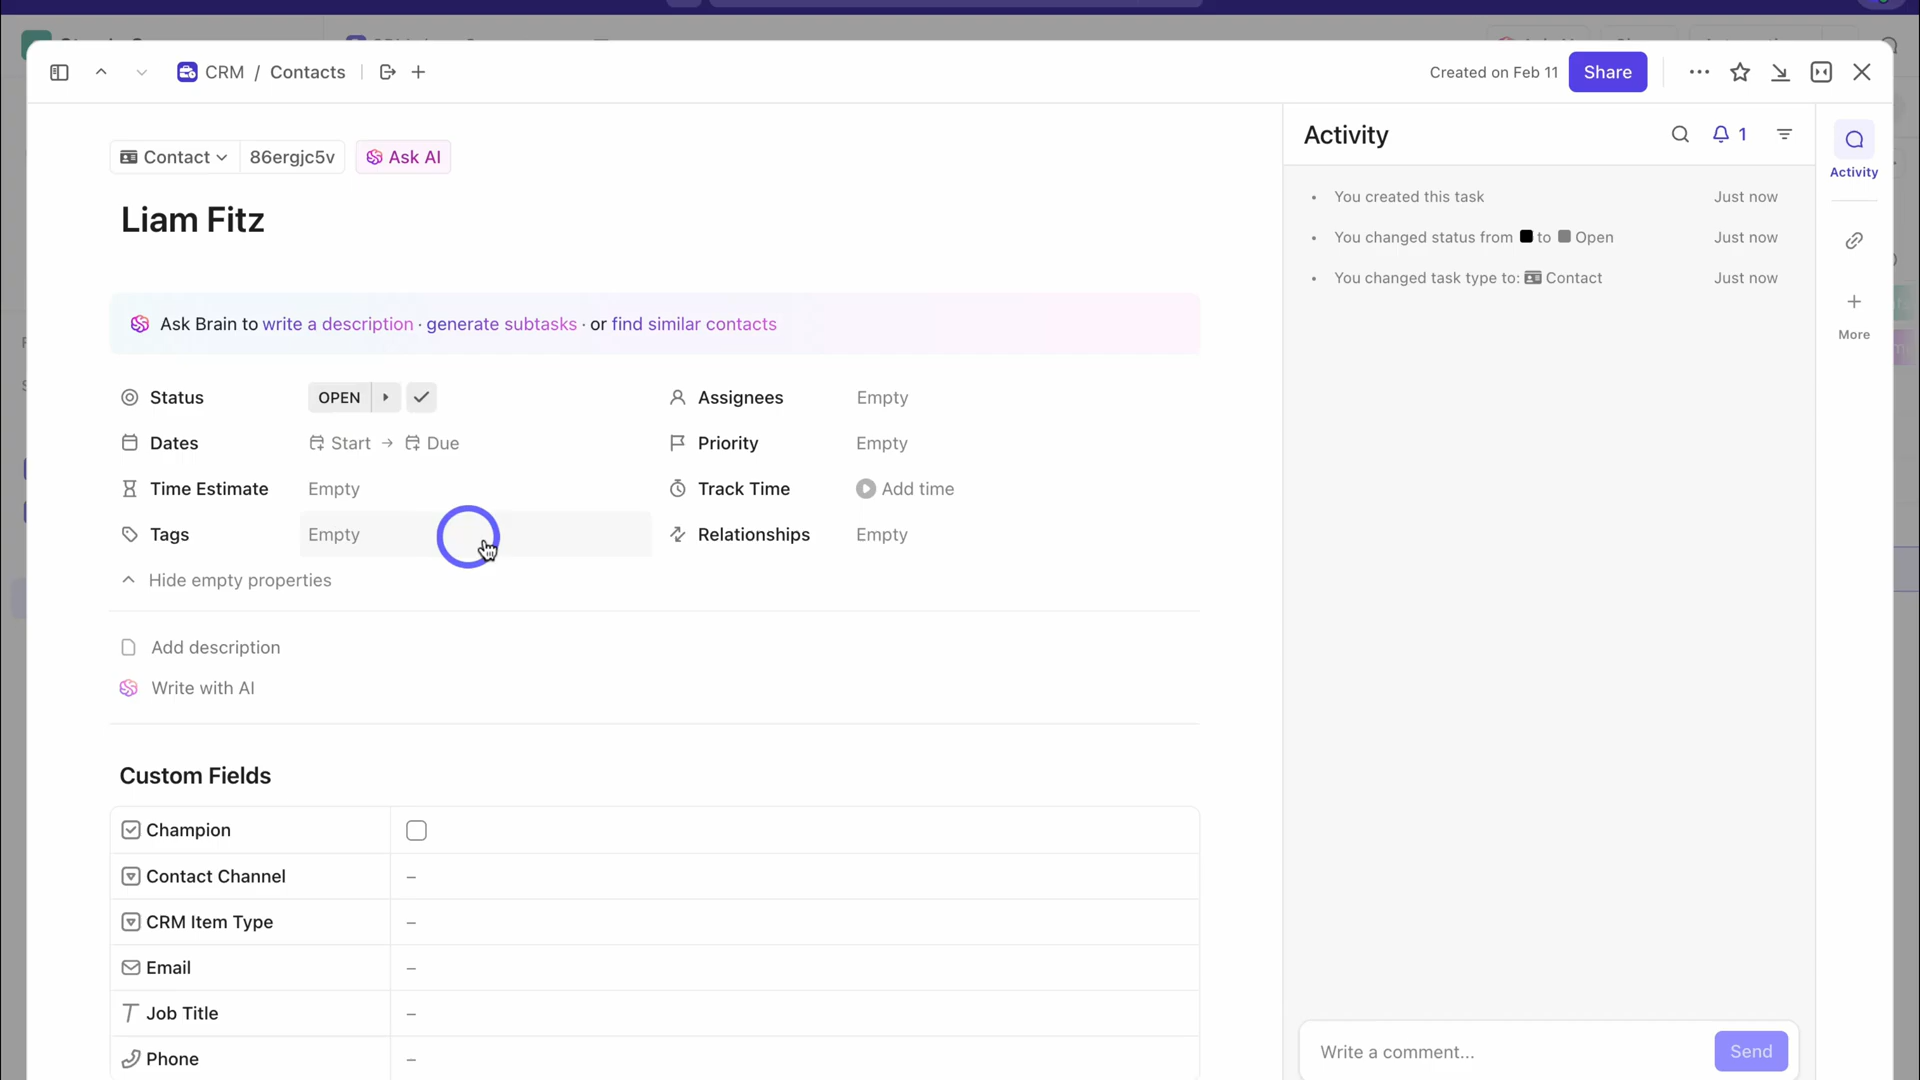 CRM / Contacts
Created on Feb 11
Share
Contact
86ergjc5v
Ask AI
Liam Fitz
Ask Brain to write a description · generate subtasks · or find similar contacts
Status
OPEN
Assignees
Empty
Dates
Start → Due
Priority
Empty
Time Estimate
Empty
Track Time
Add time
Tags
Empty
Relationships
Empty
Hide empty properties
Add description
Write with AI
Custom Fields
Champion
Contact Channel
–
CRM Item Type
–
Email
–
Job Title
–
Phone
–
Activity
1
• You created this task
Just now
• You changed status from to Open
Just now
• You changed task type to: Contact
Just now
Write a comment...
Send
Activity
More